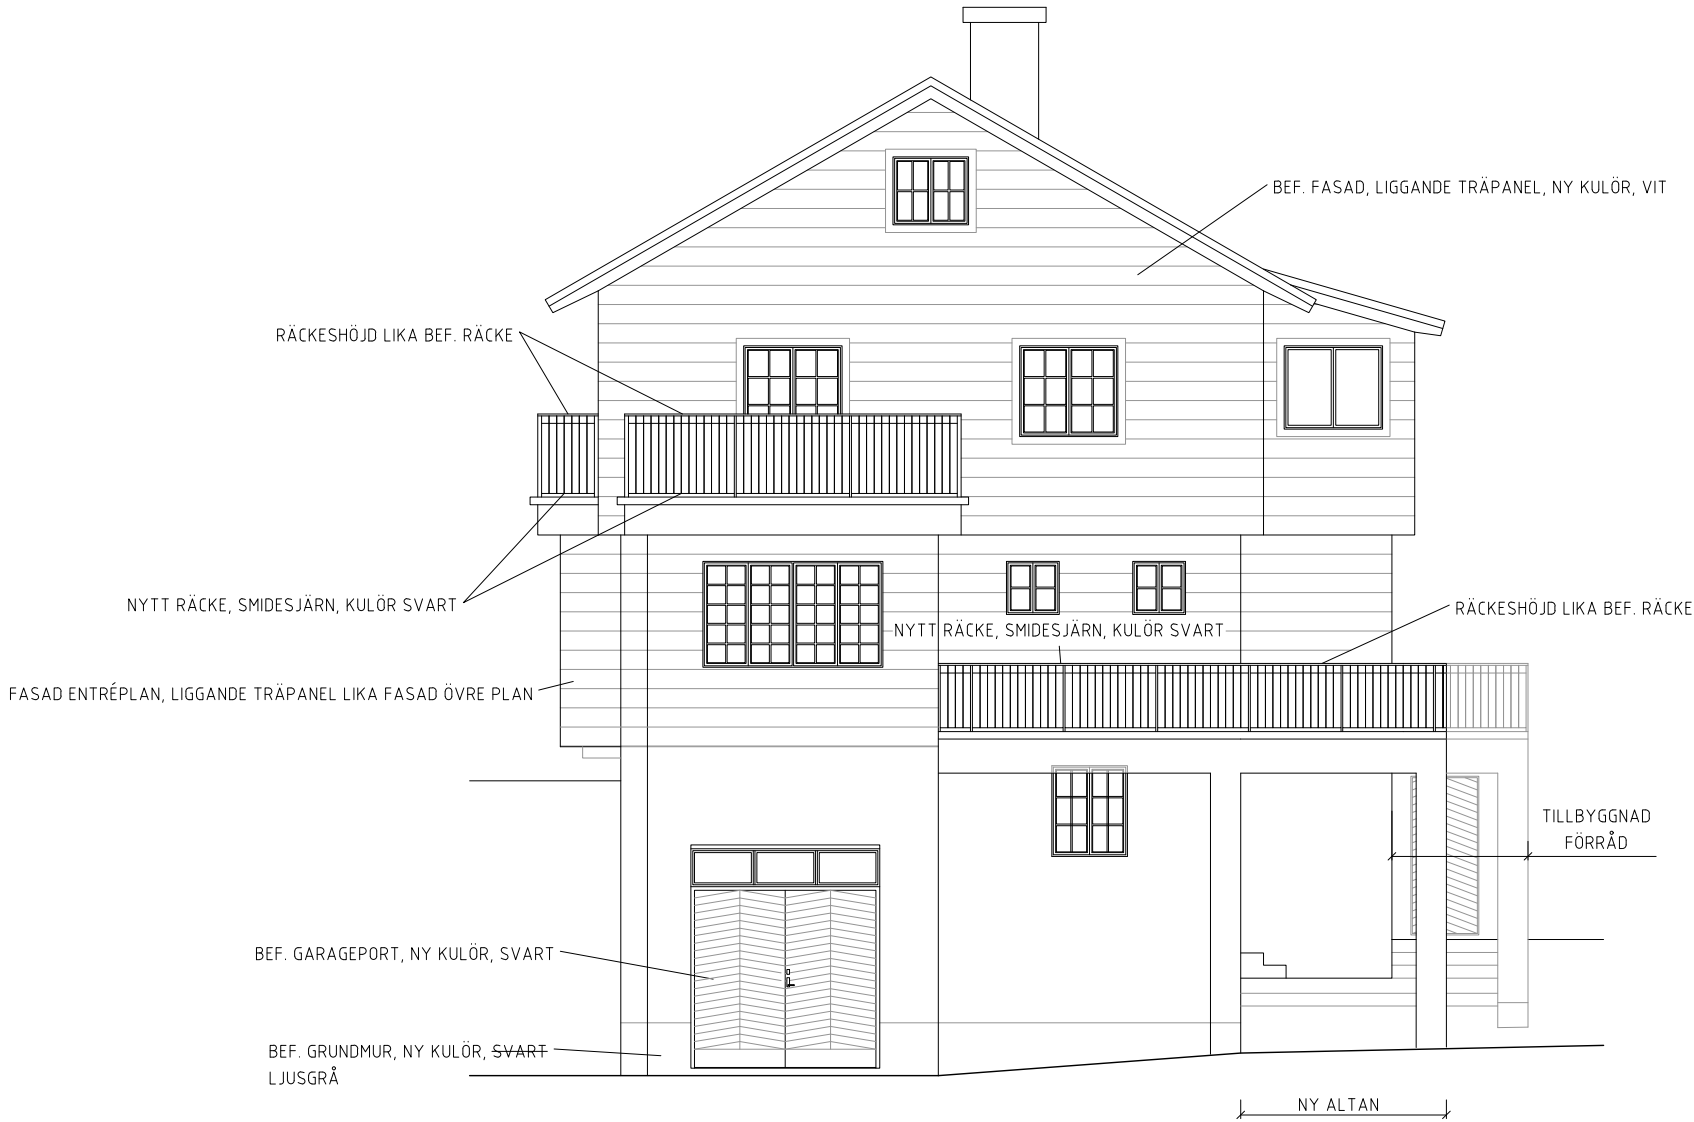 BEF. FASAD, LIGGANDE TRÄPANEL, NY KULÖR, VIT
RÄCKESHÖJD LIKA BEF. RÄCKE
NYTT RÄCKE, SMIDESJÄRN, KULÖR SVART
RÄCKESHÖJD LIKA BEF. RÄCKE
NYTT RÄCKE, SMIDESJÄRN, KULÖR SVART
FASAD ENTRÉPLAN, LIGGANDE TRÄPANEL LIKA FASAD ÖVRE PLAN
TILLBYGGNAD
FÖRRÅD
BEF. GARAGEPORT, NY KULÖR, SVART
BEF. GRUNDMUR, NY KULÖR, SVART
LJUSGRÅ
NY ALTAN